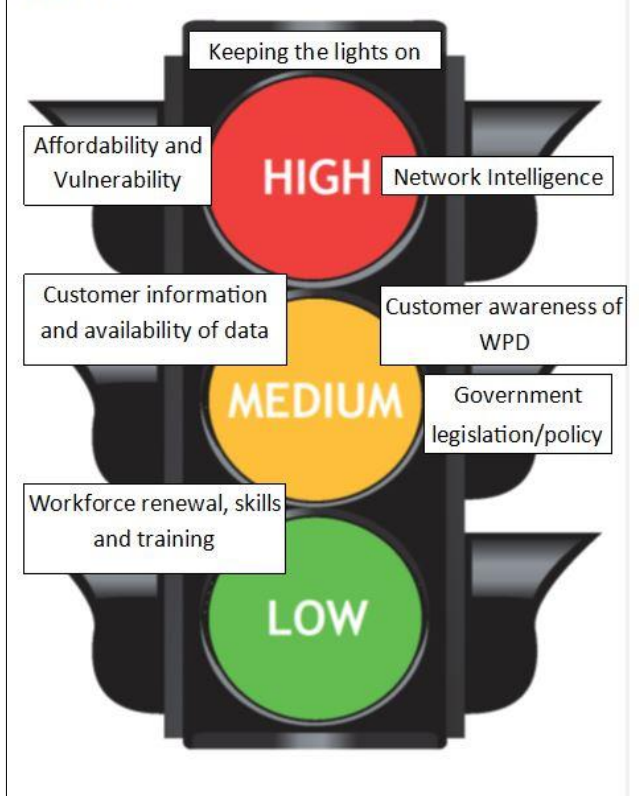 Keeping the lights on
Affordability and
Vulnerability
HIGH
Network Intelligence
Customer information
and availability of data
Customer awareness of
WPD
MEDIUM
Government
legislation/policy
Workforce renewal, skills
and training
LOW